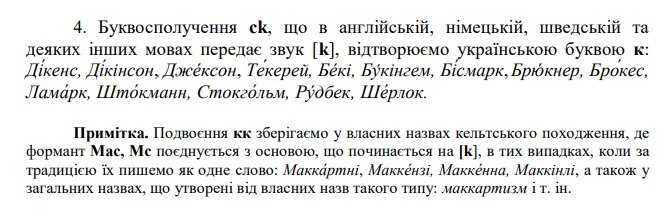 4. Буквосполучення ck, що в англійській, німецькій, шведській та
деяких інших мовах передає звук [k], відтворюємо українською буквою к:
Ді́кенс, Ді́кінсон, Дже́ксон, Те́керей, Бе́кі, Бу́кінгем, Бі́смарк, Брю́кнер, Бро́кес,
Лама́рк, Што́кманн, Стокго́льм, Ру́дбек, Ше́рлок.
Примітка. Подвоєння кк зберігаємо у власних назвах кельтського походження, де
формант Mac, Mc поєднується з основою, що починається на [k], в тих випадках, коли за
традицією їх пишемо як одне слово: Макка́ртні, Макке́нзі, Макке́нна, Маккінлі, а також у
загальних назвах, що утворені від власних назв такого типу: маккартизм і т. ін.